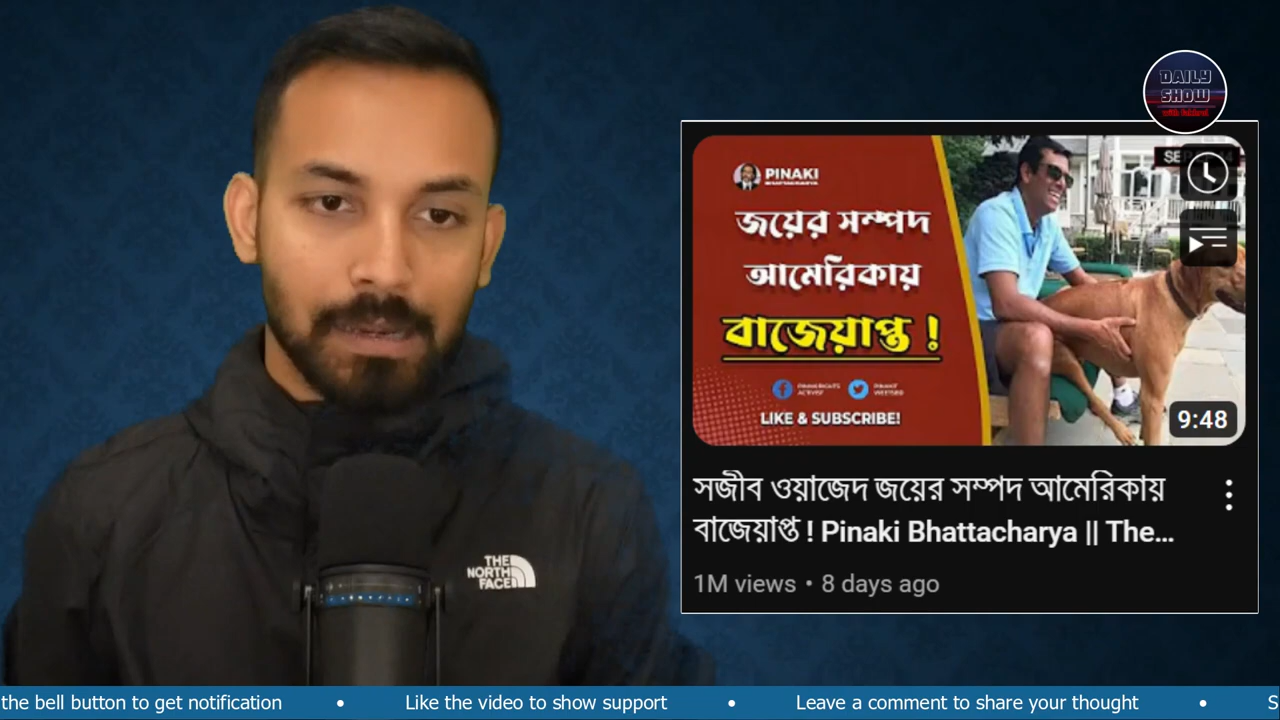 DAILY
SHOW
PINAKI
BHATTACHARYA
জয়ের সম্পদ
আমেরিকায়
বাজেয়াপ্ত !
LIKE & SUBSCRIBE!
9:48
সজীব ওয়াজেদ জয়ের সম্পদ আমেরিকায়
বাজেয়াপ্ত ! Pinaki Bhattacharya || The...
1M views • 8 days ago
THE
NORTH
FACE
the bell button to get notification • Like the video to show support • Leave a comment to share your thought • S